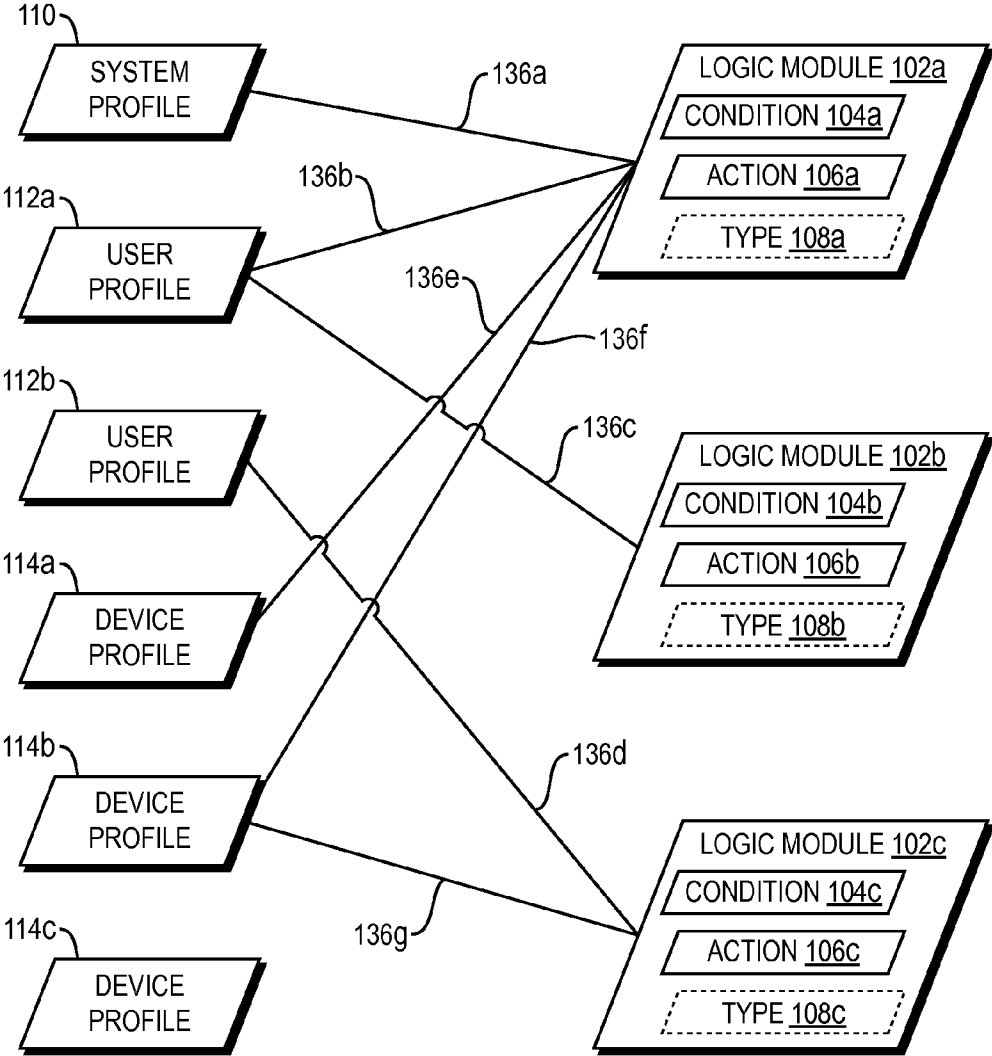 110
SYSTEM
PROFILE
136a
LOGIC MODULE 102a
CONDITION 104a
ACTION 106a
TYPE 108a
136b
112a
USER
PROFILE
136e
136f
112b
USER
PROFILE
136c
LOGIC MODULE 102b
CONDITION 104b
ACTION 106b
TYPE 108b
114a
DEVICE
PROFILE
114b
DEVICE
PROFILE
136d
136g
LOGIC MODULE 102c
CONDITION 104c
ACTION 106c
TYPE 108c
114c
DEVICE
PROFILE